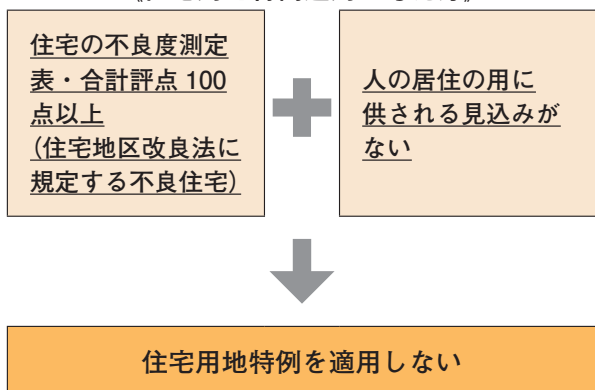 住宅の不良度測定
表・合計評点 100
点以上
(住宅地区改良法に
規定する不良住宅)
人の居住の用に
供される見込みが
ない
住宅用地特例を適用しない